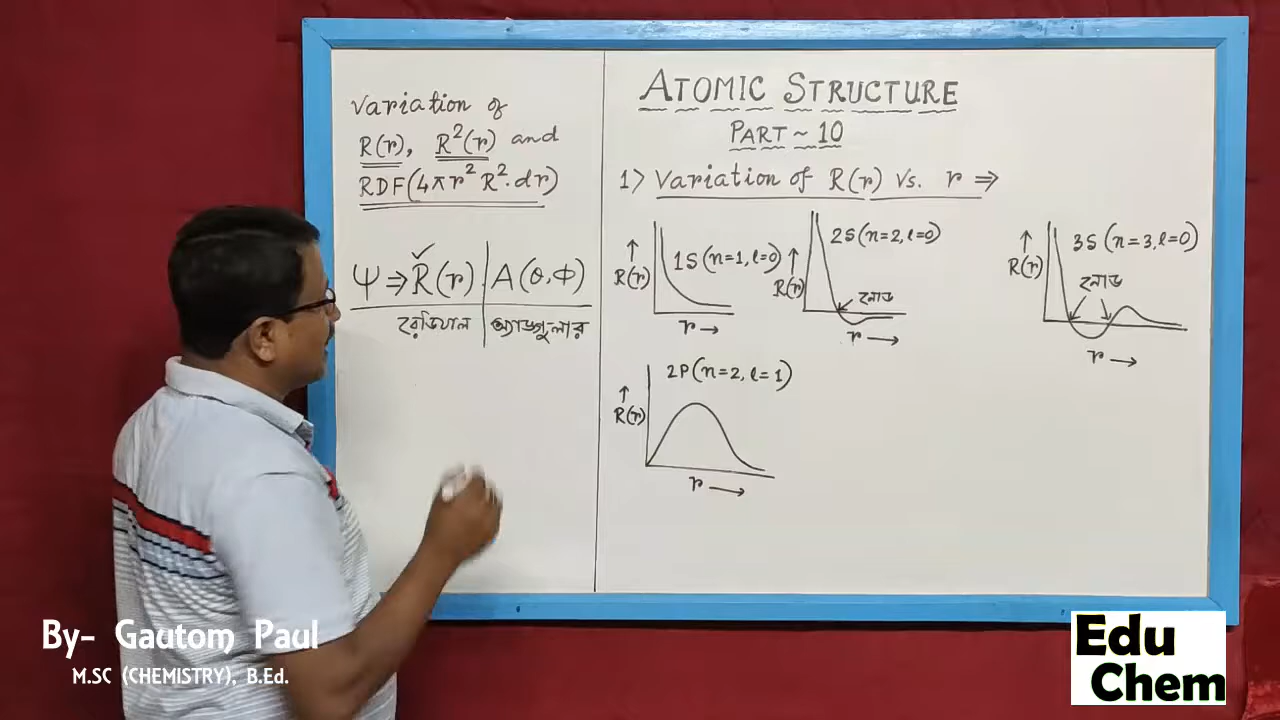 Variation of
R(r), R²(r) and
RDF(4πr²R².dr)
Ψ ⇒ R(r) A(θ,Φ)
রেডিয়াল অ্যাঙ্গুলার
ATOMIC STRUCTURE
PART ~ 10
1) Variation of R(r) Vs. r ⇒
1S (n=1, l=0)
↑
R(r)
r →
2S (n=2, l=0)
↑
R(r)
নোড
r →
3S (n=3, l=0)
↑
R(r)
নোড
r →
2P (n=2, l=1)
↑
R(r)
r →
By- Gautom Paul
M.SC (CHEMISTRY), B.Ed.
Edu
Chem